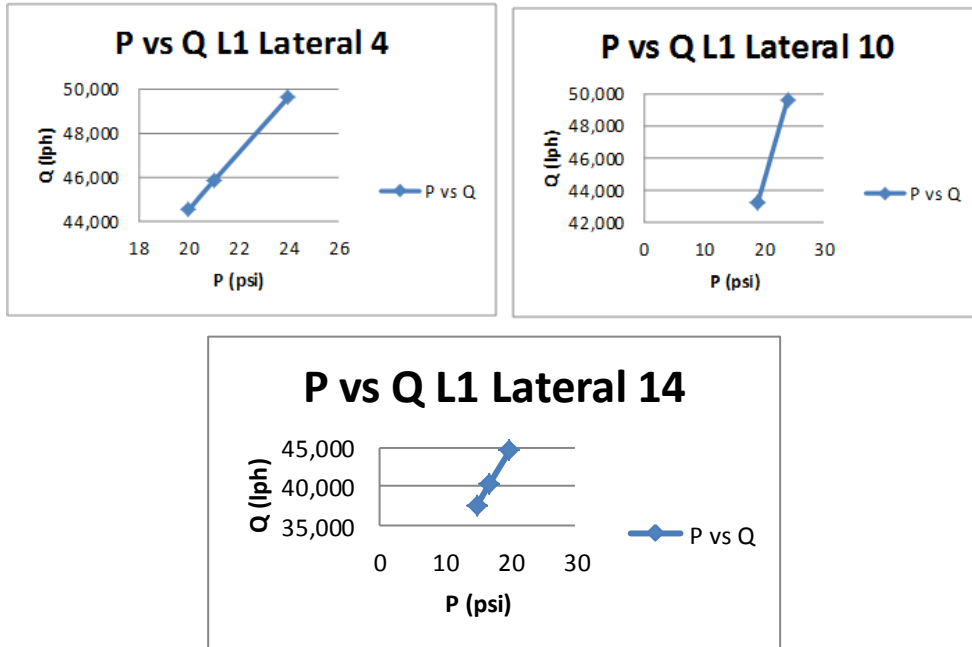 P vs Q L1 Lateral 4
50,000
48,000
46,000
44,000
Q (lph)
18 20 22 24 26
P (psi)
P vs Q
P vs Q L1 Lateral 10
50,000
48,000
46,000
44,000
42,000
Q (lph)
0 10 20 30
P (psi)
P vs Q
P vs Q L1 Lateral 14
45,000
40,000
35,000
Q (lph)
0 10 20 30
P (psi)
P vs Q